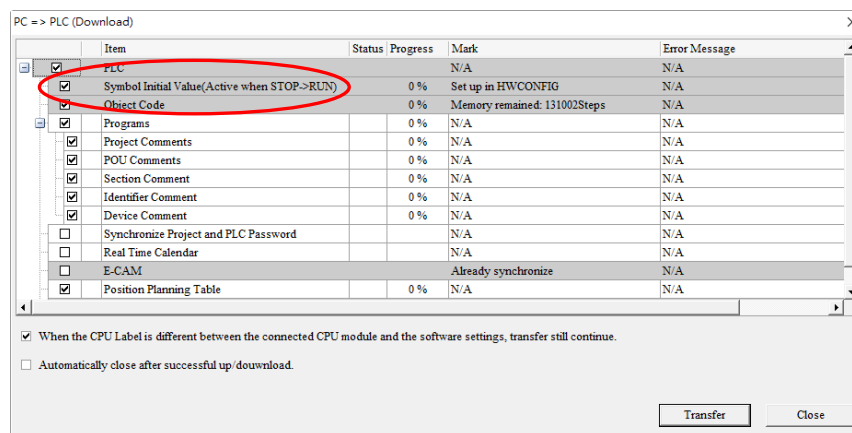 PC => PLC (Download)
Item Status Progress Mark Error Message
PLC N/A N/A
Symbol Initial Value(Active when STOP->RUN) 0 % Set up in HWCONFIG N/A
Object Code 0 % Memory remained: 131002Steps N/A
Programs 0 % N/A N/A
Project Comments 0 % N/A N/A
POU Comments 0 % N/A N/A
Section Comment 0 % N/A N/A
Identifier Comment 0 % N/A N/A
Device Comment 0 % N/A N/A
Synchronize Project and PLC Password N/A N/A
Real Time Calendar N/A N/A
E-CAM Already synchronize N/A
Position Planning Table 0 % N/A N/A
When the CPU Label is different between the connected CPU module and the software settings, transfer still continue.
Automatically close after successful up/douwnload.
Transfer Close